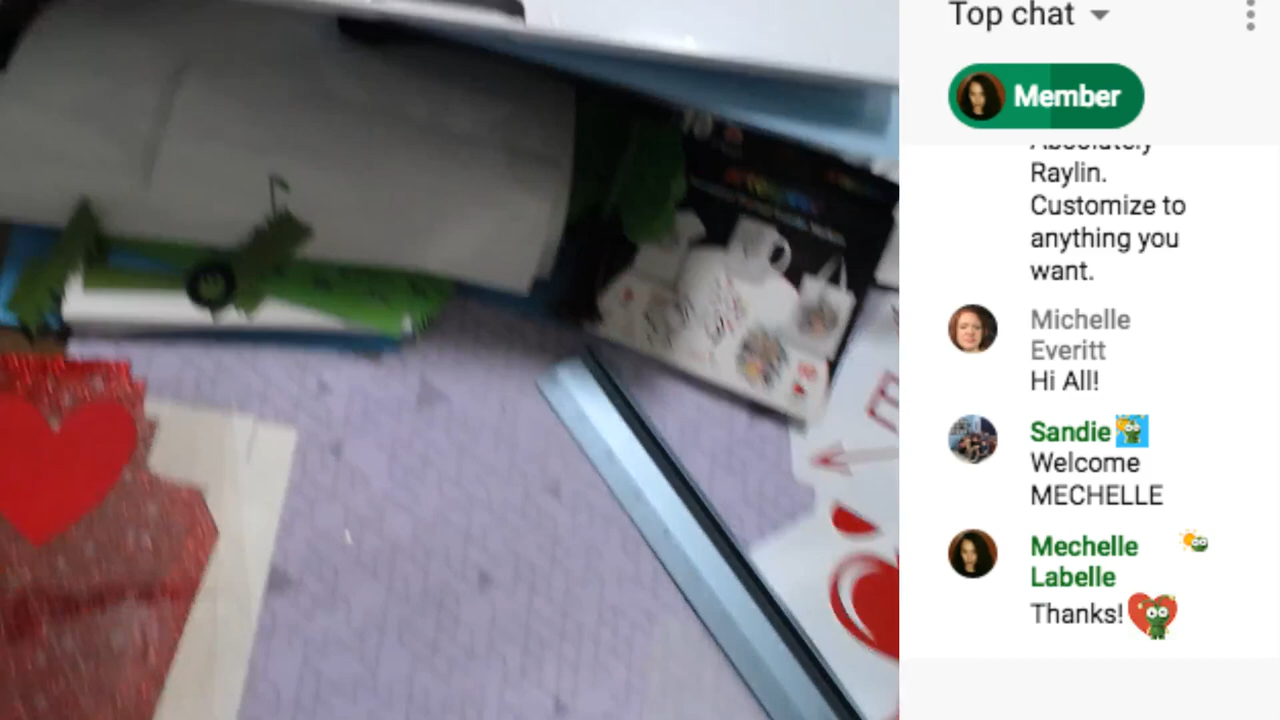 Top chat
Member
Absolutely
Raylin.
Customize to
anything you
want.
Michelle
Everitt
Hi All!
Sandie
Welcome
MECHELLE
Mechelle
Labelle
Thanks!